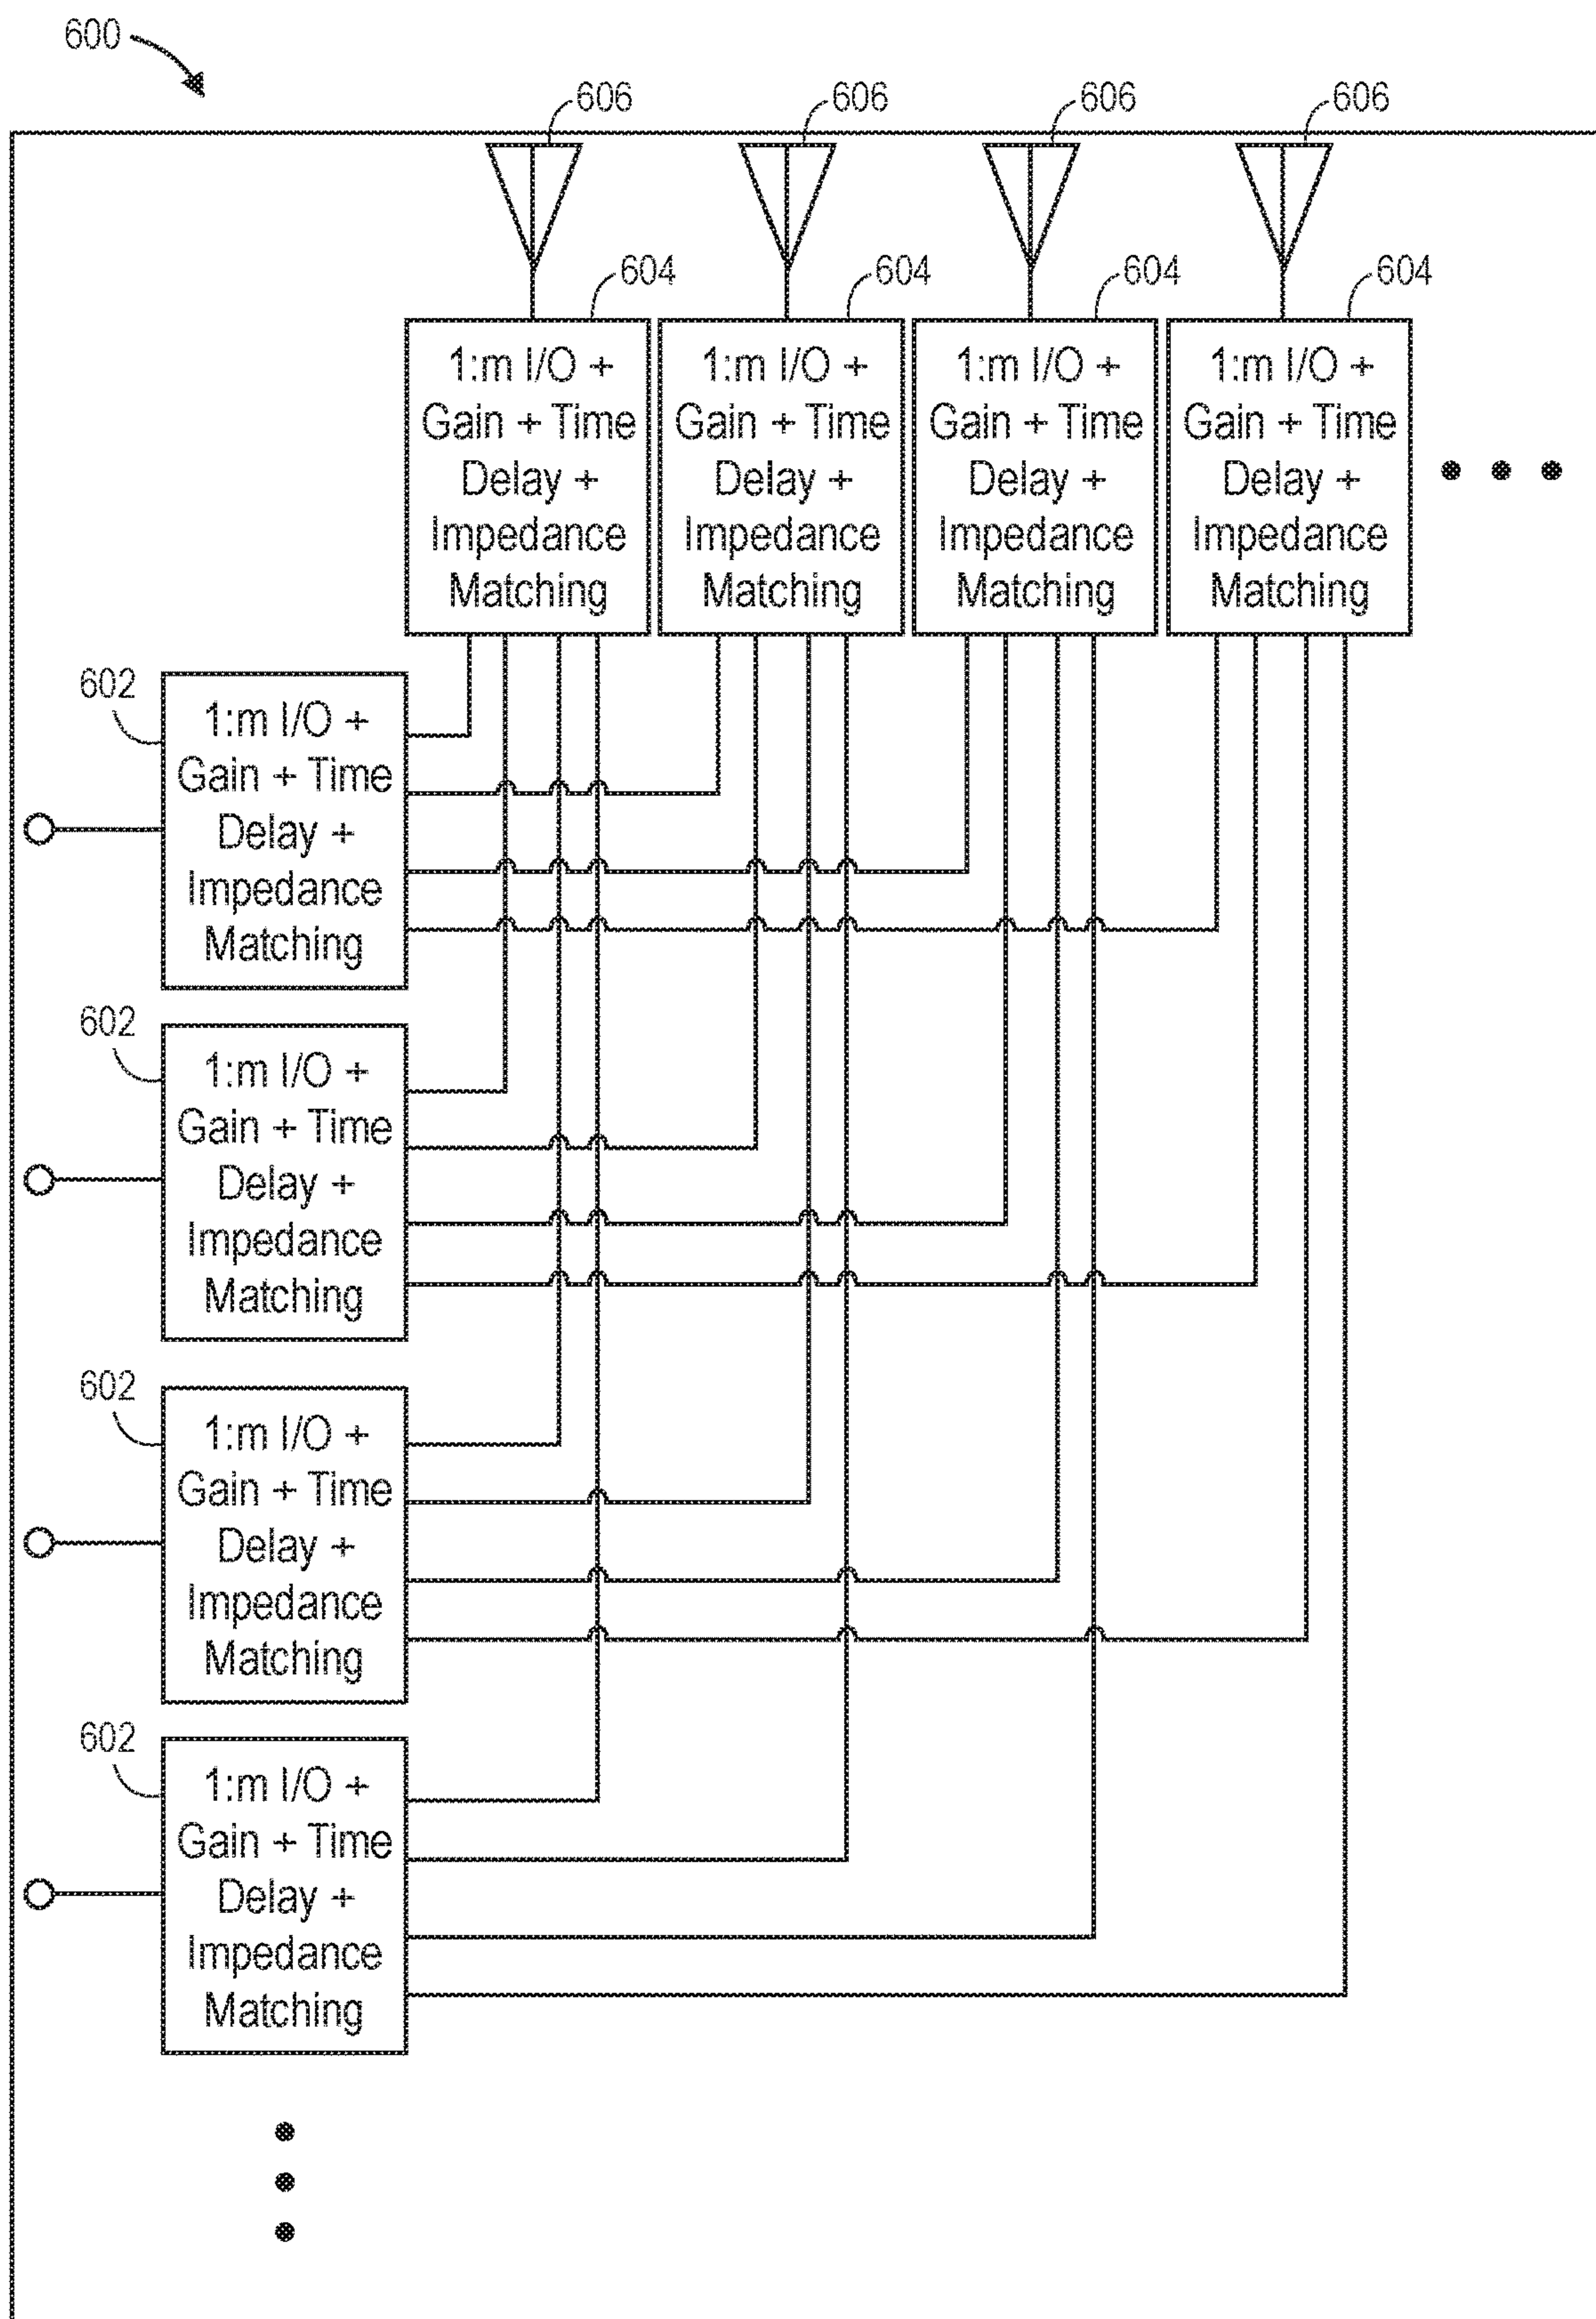 600
606
606
606
606
604
604
604
604
1:m I/O +
Gain + Time
Delay +
Impedance
Matching
1:m I/O +
Gain + Time
Delay +
Impedance
Matching
1:m I/O +
Gain + Time
Delay +
Impedance
Matching
1:m I/O +
Gain + Time
Delay +
Impedance
Matching
602
1:m I/O +
Gain + Time
Delay +
Impedance
Matching
602
1:m I/O +
Gain + Time
Delay +
Impedance
Matching
602
1:m I/O +
Gain + Time
Delay +
Impedance
Matching
602
1:m I/O +
Gain + Time
Delay +
Impedance
Matching